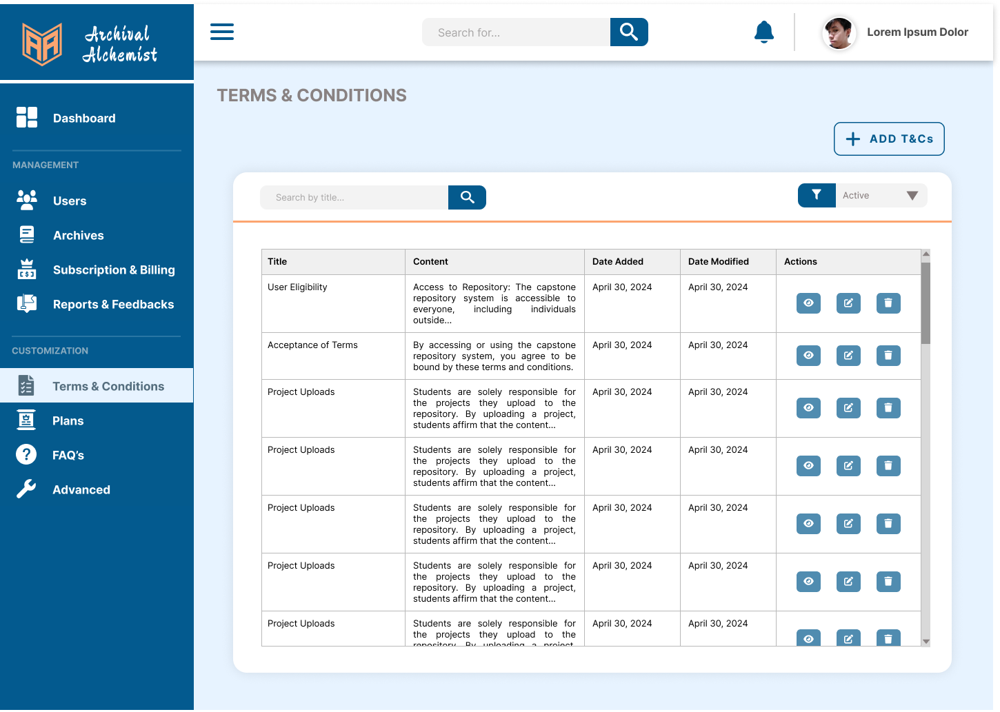 Archival
Alchemist
Search for...
Lorem Ipsum Dolor
Dashboard
MANAGEMENT
Users
Archives
Subscription & Billing
Reports & Feedbacks
CUSTOMIZATION
Terms & Conditions
Plans
FAQ's
Advanced
TERMS & CONDITIONS
ADD T&Cs
Search by title...
Active
Title Content Date Added Date Modified Actions
User Eligibility Access to Repository: The capstone April 30, 2024 April 30, 2024
repository system is accessible to
everyone, including individuals
outside...
Acceptance of Terms By accessing or using the capstone April 30, 2024 April 30, 2024
repository system, you agree to be
bound by these terms and conditions.
Project Uploads Students are solely responsible for April 30, 2024 April 30, 2024
the projects they upload to the
repository. By uploading a project,
students affirm that the content...
Project Uploads Students are solely responsible for April 30, 2024 April 30, 2024
the projects they upload to the
repository. By uploading a project,
students affirm that the content...
Project Uploads Students are solely responsible for April 30, 2024 April 30, 2024
the projects they upload to the
repository. By uploading a project,
students affirm that the content...
Project Uploads Students are solely responsible for April 30, 2024 April 30, 2024
the projects they upload to the
repository. By uploading a project,
students affirm that the content...
Project Uploads Students are solely responsible for April 30, 2024 April 30, 2024
the projects they upload to the
repository. By uploading a project,